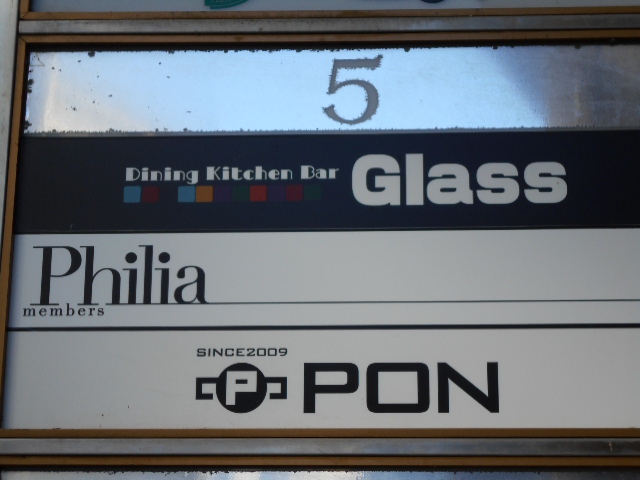 5
Dining Kitchen Bar Glass
Philia
members
SINCE2009
P PON